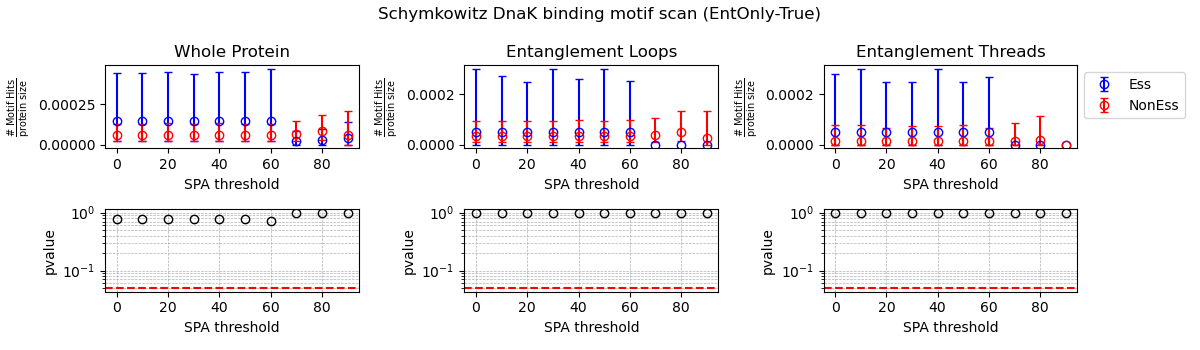 Schymkowitz DnaK binding motif scan (EntOnly-True)
Whole Protein
# Motif Hits
protein size
0.00025
0.00000
0 20 40 60 80
SPA threshold
Entanglement Loops
# Motif Hits
protein size
0.0002
0.0000
0 20 40 60 80
SPA threshold
Entanglement Threads
# Motif Hits
protein size
0.0002
0.0000
0 20 40 60 80
SPA threshold
Ess
NonEss
pvalue
10⁰
10⁻¹
0 20 40 60 80
SPA threshold
pvalue
10⁰
10⁻¹
0 20 40 60 80
SPA threshold
pvalue
10⁰
10⁻¹
0 20 40 60 80
SPA threshold